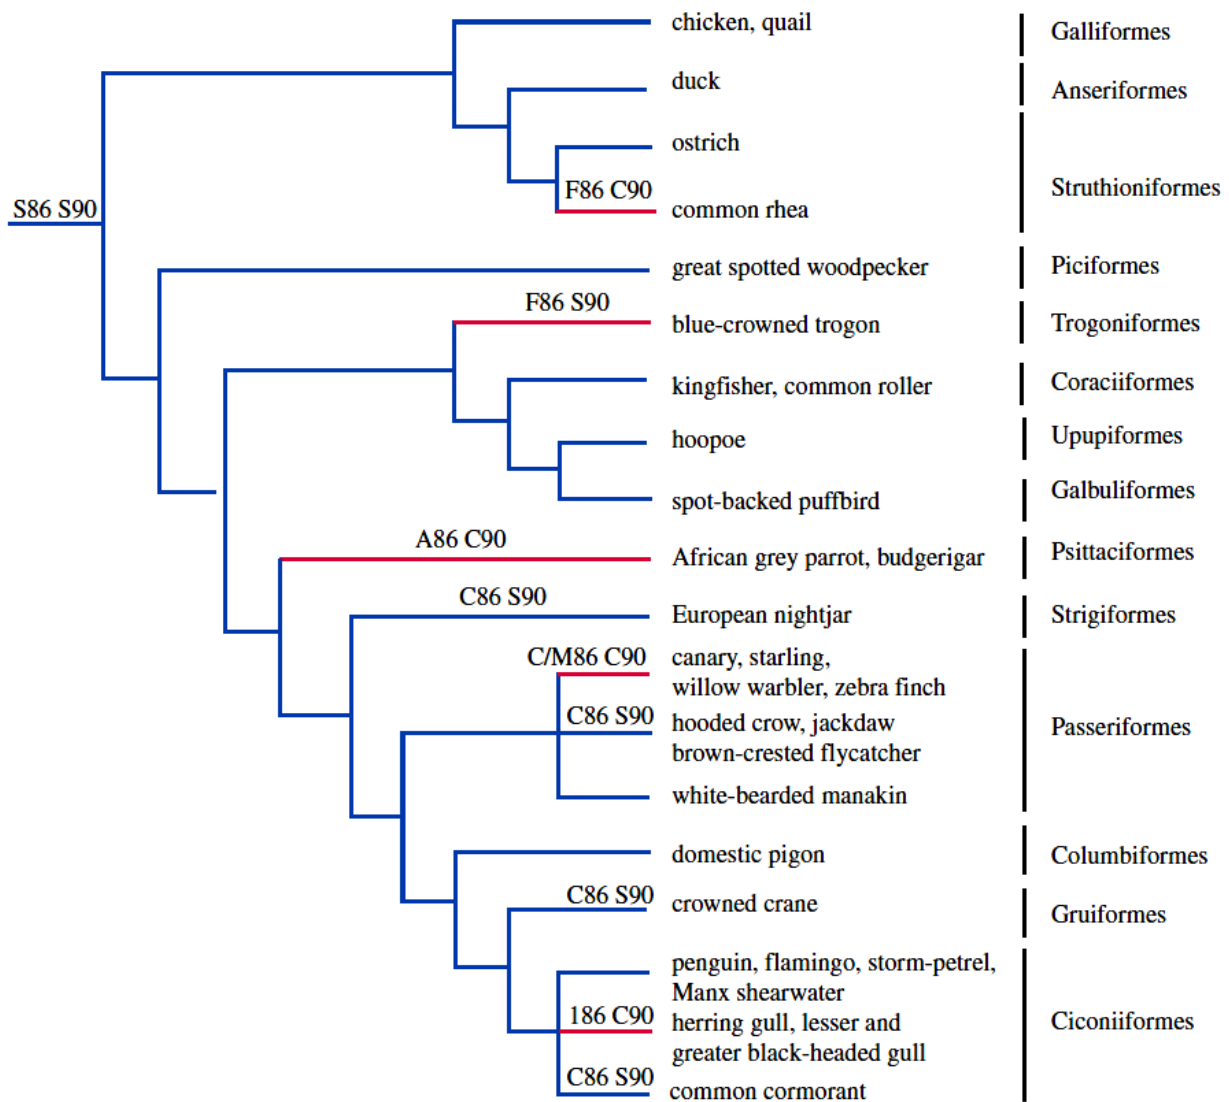 chicken, quail
Galliformes
duck
Anseriformes
ostrich
Struthioniformes
F86 C90
common rhea
S86 S90
great spotted woodpecker
Piciformes
F86 S90
blue-crowned trogon
Trogoniformes
kingfisher, common roller
Coraciiformes
hoopoe
Upupiformes
spot-backed puffbird
Galbuliformes
A86 C90
African grey parrot, budgerigar
Psittaciformes
C86 S90
European nightjar
Strigiformes
C/M86 C90
canary, starling,
willow warbler, zebra finch
C86 S90
hooded crow, jackdaw
brown-crested flycatcher
Passeriformes
white-bearded manakin
domestic pigon
Columbiformes
C86 S90
crowned crane
Gruiformes
penguin, flamingo, storm-petrel,
Manx shearwater
186 C90
herring gull, lesser and
greater black-headed gull
Ciconiiformes
C86 S90
common cormorant